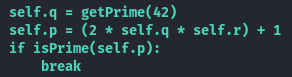 self.q = getPrime(42)
self.p = (2 * self.q * self.r) + 1
if isPrime(self.p):
    break